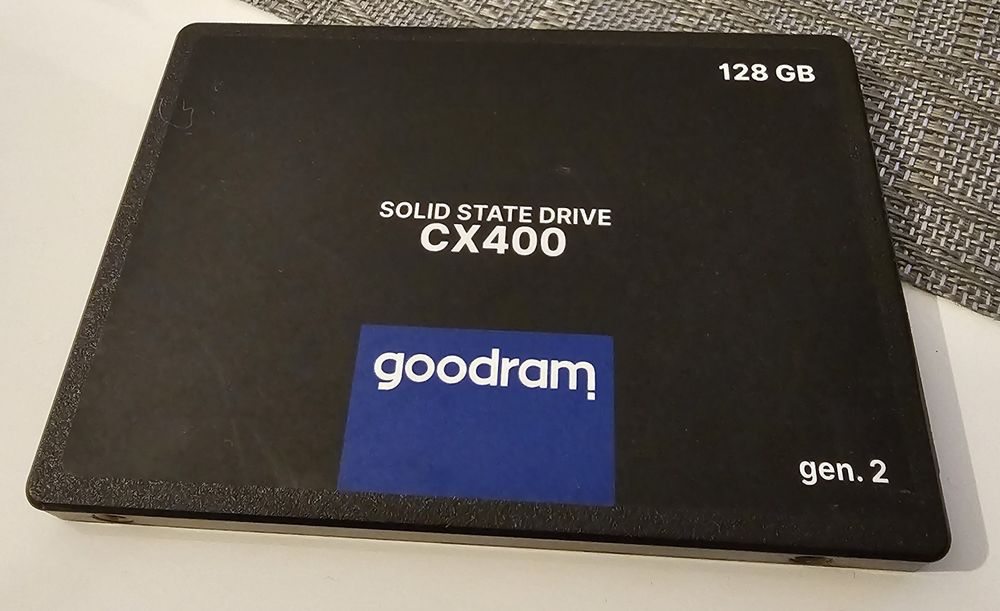 128 GB
SOLID STATE DRIVE
CX400
goodram
gen. 2